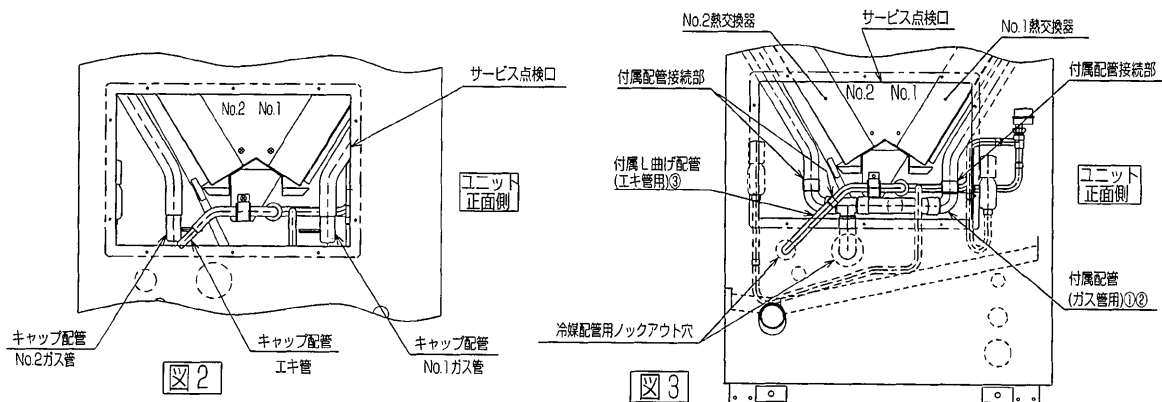 サービス点検口
No.2 No.1
ユニット
正面側
キャップ配管
No.2ガス管
キャップ配管
エキ管
キャップ配管
No.1ガス管
図2
No.2熱交換器
サービス点検口
No.1熱交換器
付属配管接続部
付属配管接続部
No.2 No.1
付属L曲げ配管
(エキ管用)③
ユニット
正面側
付属配管
(ガス管用)①②
冷媒配管用ノックアウト穴
図3